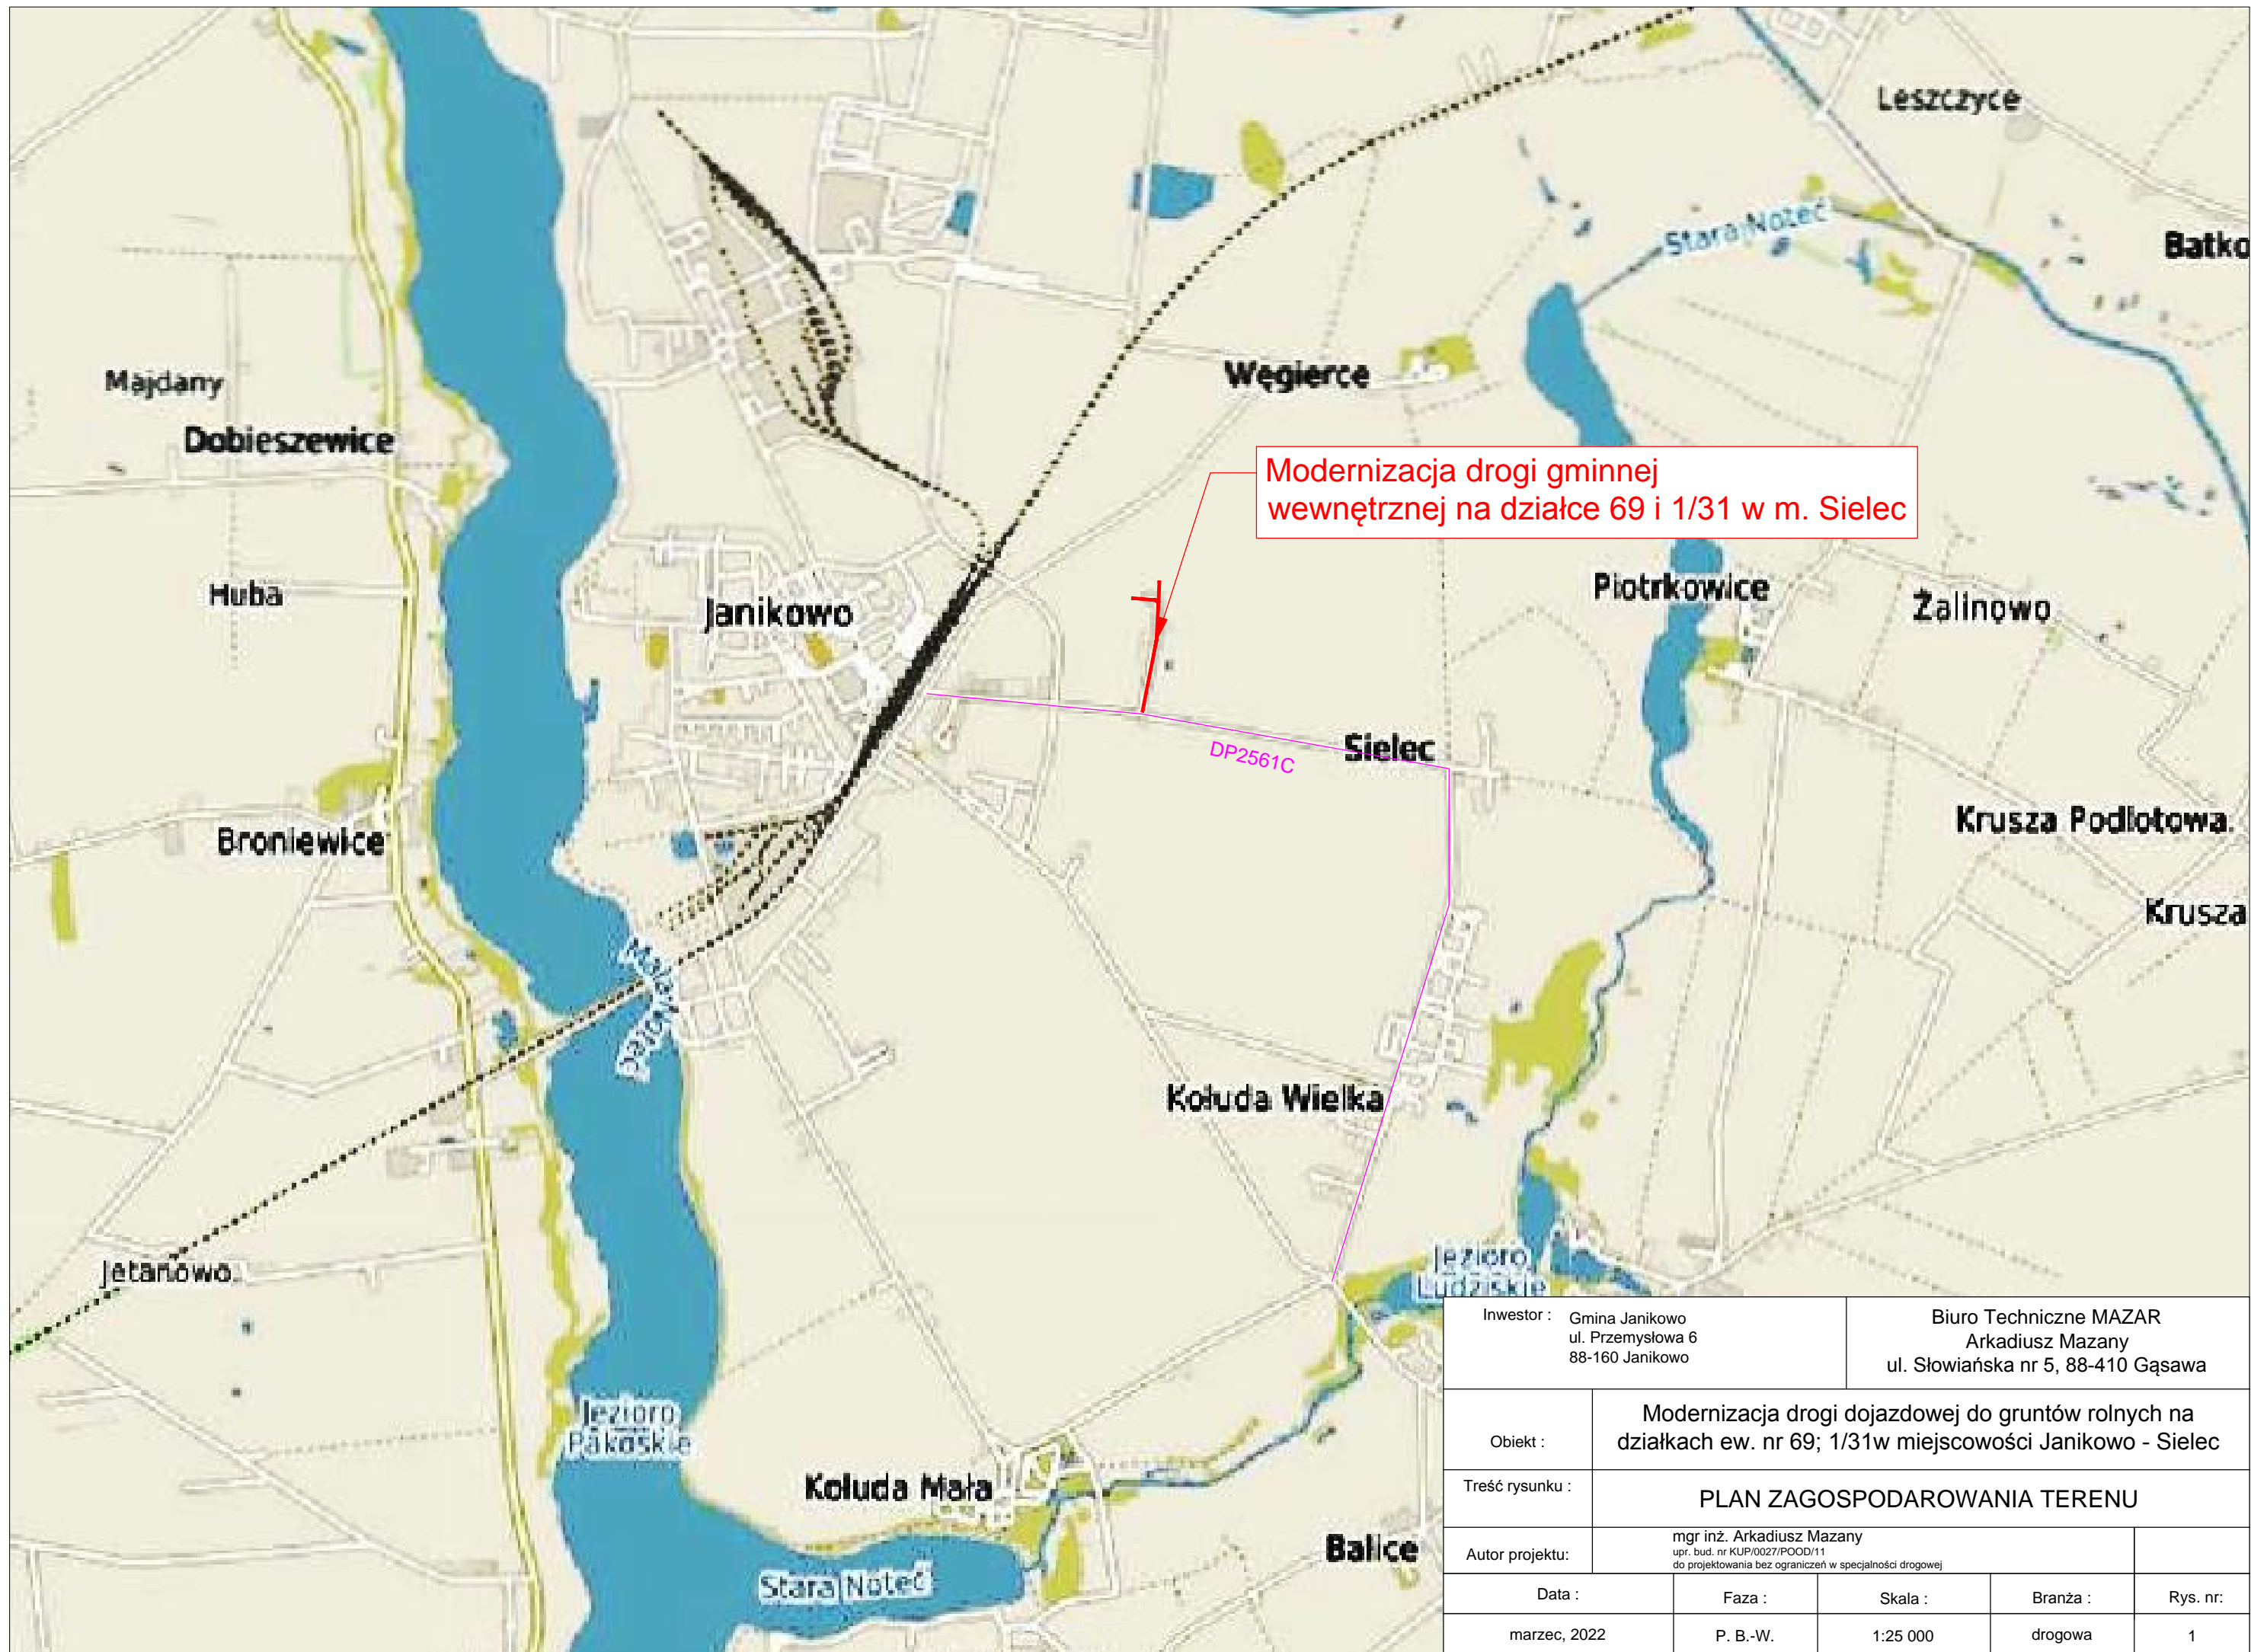 Leszczyce
Stara Noteć
Batko
Węgierce
Majdany
Dobieszewice
Modernizacja drogi gminnej
wewnętrznej na działce 69 i 1/31 w m. Sielec
Huba
Janikowo
Piotrkowice
Żalinowo
Sielec
DP2561C
Krusza Podlotowa
Broniewice
Krusza
Noteć
Kołuda Wielka
Jezioro
Ludziskie
Jetanowo
Jezioro
Pakoskie
Kołuda Mała
Balice
Stara Noteć
Inwestor : Gmina Janikowo
ul. Przemysłowa 6
88-160 Janikowo
Biuro Techniczne MAZAR
Arkadiusz Mazany
ul. Słowiańska nr 5, 88-410 Gąsawa
Obiekt :
Modernizacja drogi dojazdowej do gruntów rolnych na
działkach ew. nr 69; 1/31w miejscowości Janikowo - Sielec
Treść rysunku :
PLAN ZAGOSPODAROWANIA TERENU
Autor projektu:
mgr inż. Arkadiusz Mazany
upr. bud. nr KUP/0027/POOD/11
do projektowania bez ograniczeń w specjalności drogowej
Data : Faza : Skala : Branża : Rys. nr:
marzec, 2022 P. B.-W. 1:25 000 drogowa 1